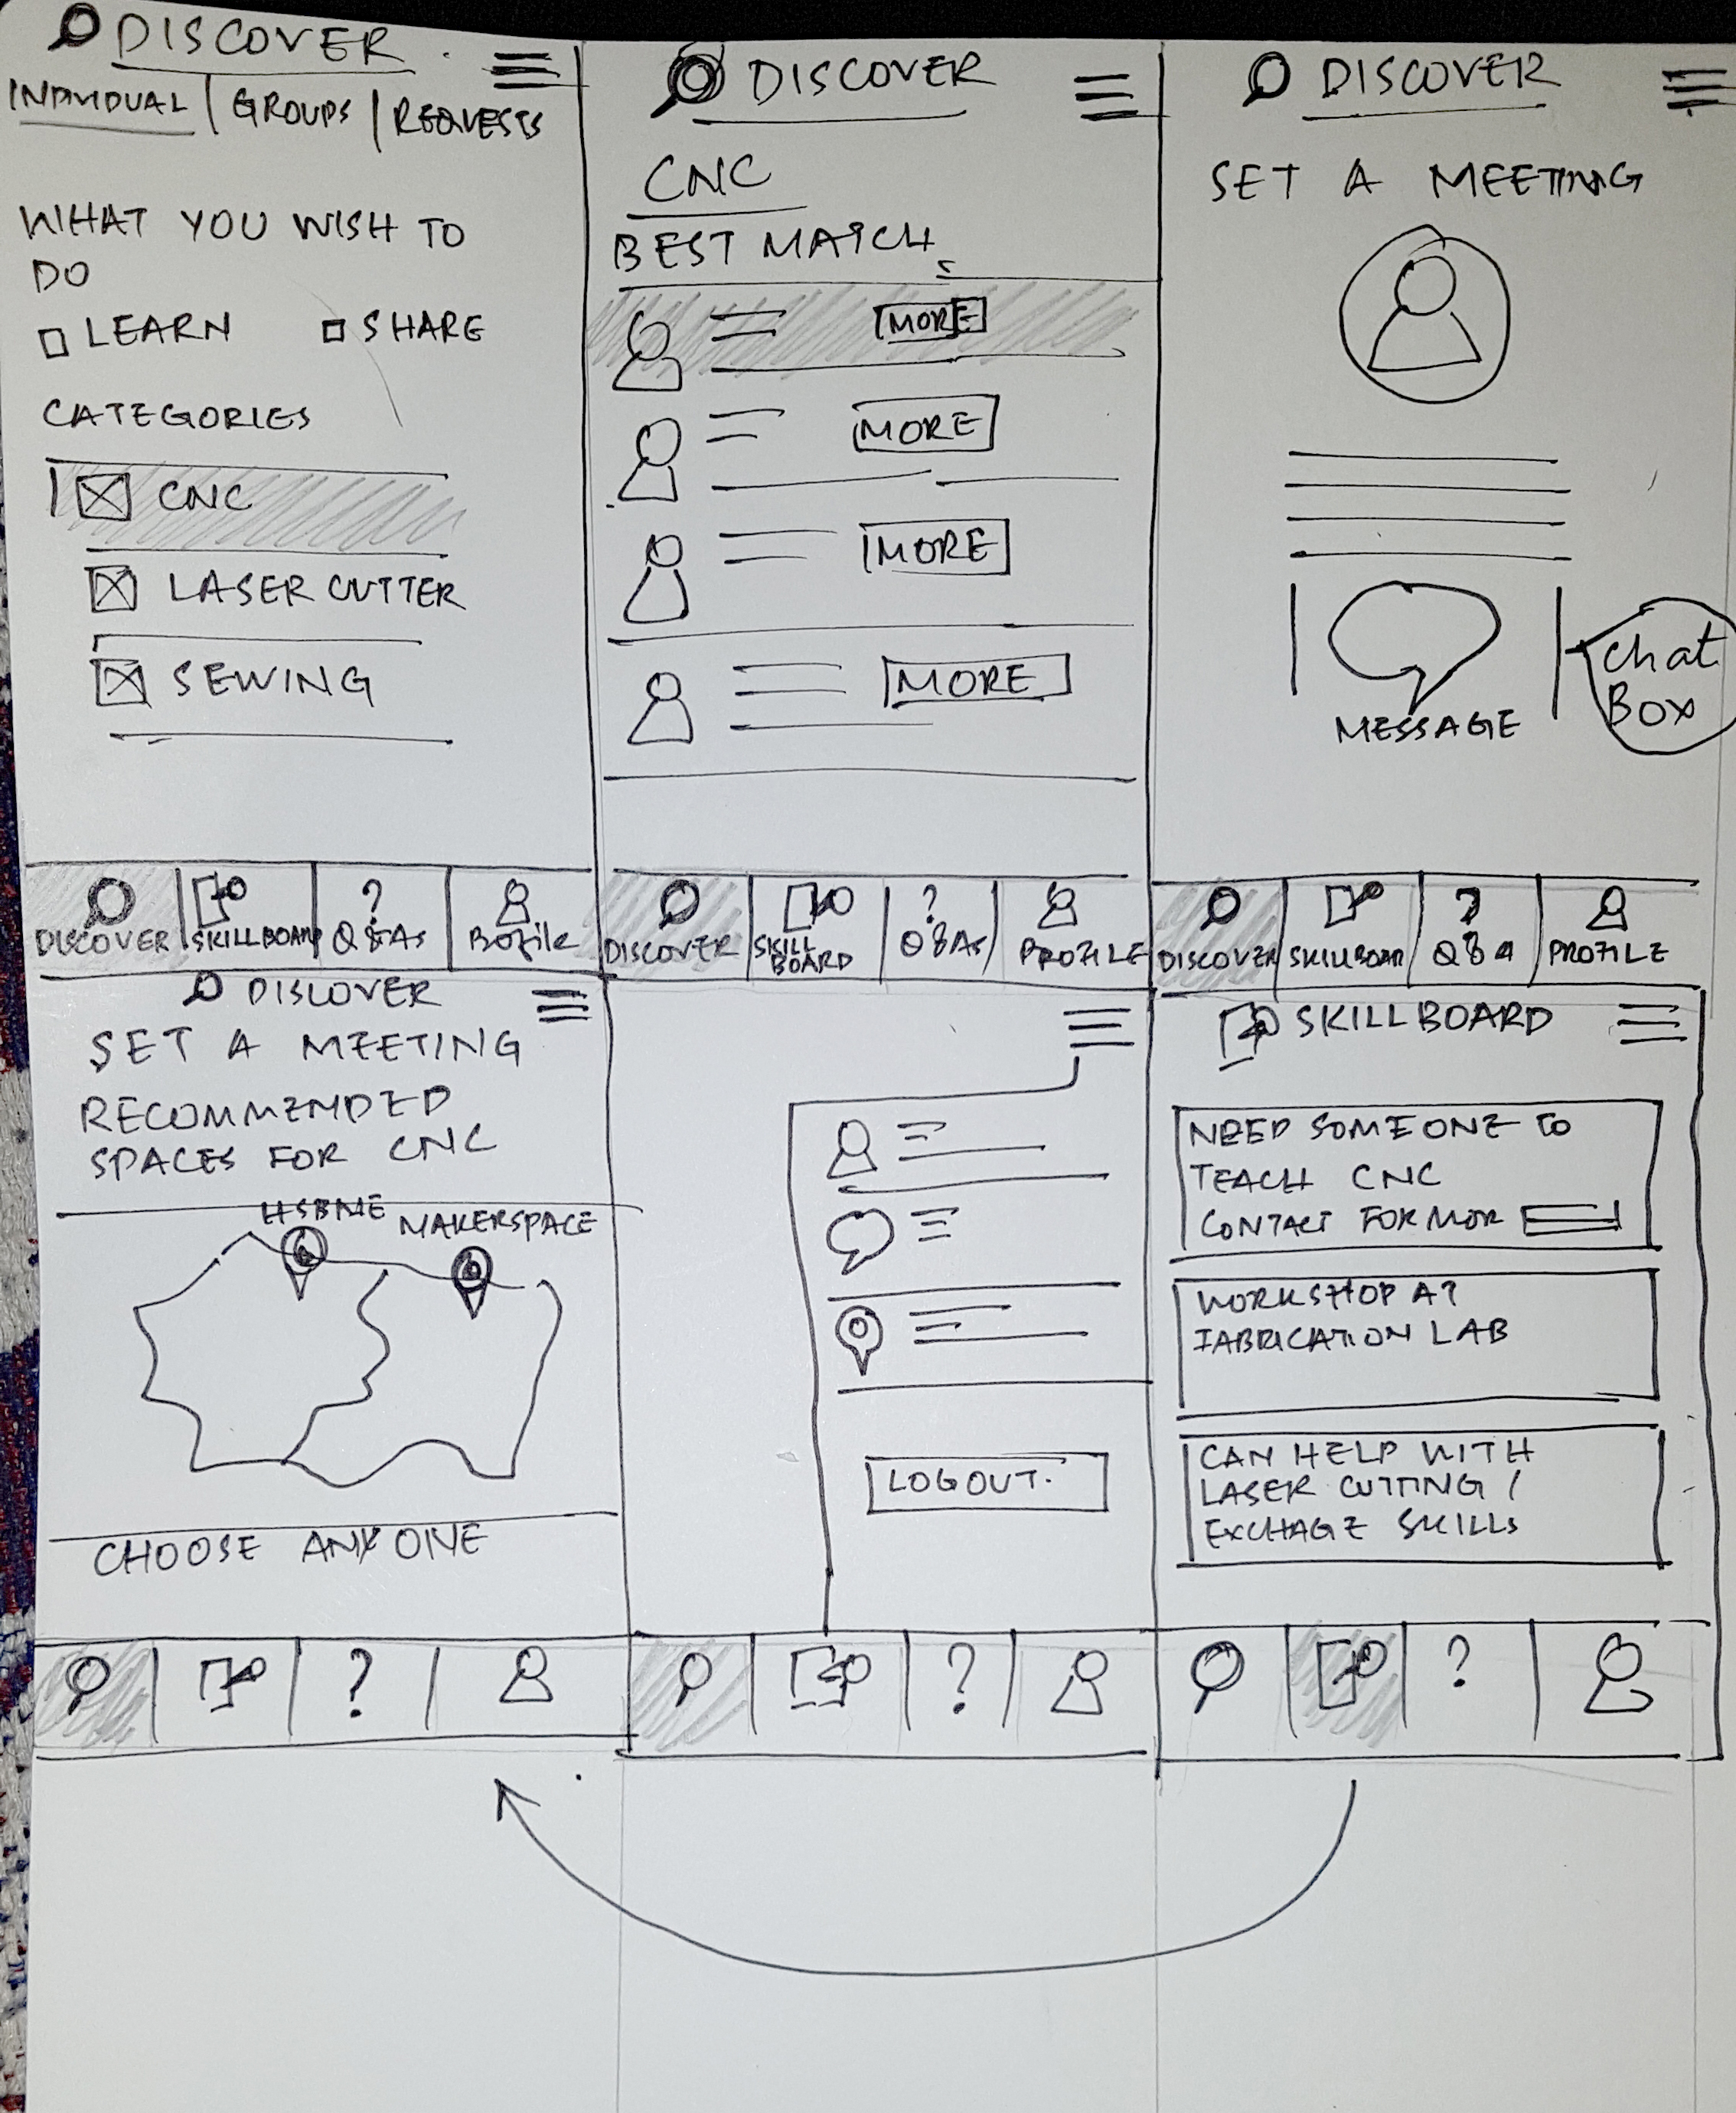 DISCOVER
INDIVIDUAL | GROUPS | REQUESTS
WHAT YOU WISH TO
DO
LEARN SHARE
CATEGORIES
CNC
LASER CUTTER
SEWING
DISCOVER SKILLBOARD Q&As Profile
DISCOVER
CNC
BEST MATCH
MORE
MORE
MORE
MORE
DISCOVER SKILL BOARD ? Q&As PROFILE
DISCOVER
SET A MEETING
chat
Box
MESSAGE
DISCOVER SKILLBOARD ? Q&A PROFILE
DISCOVER
SET A MEETING
RECOMMENDED
SPACES FOR CNC
HSBNE MAKERSPACE
CHOOSE ANY ONE
?
LOGOUT.
?
SKILLBOARD
NEED SOMEONE TO
TEACH CNC
CONTACT FOR MOR
WORKSHOP AT
FABRICATION LAB
CAN HELP WITH
LASER CUTTING /
EXCHAGE SKILLS
?